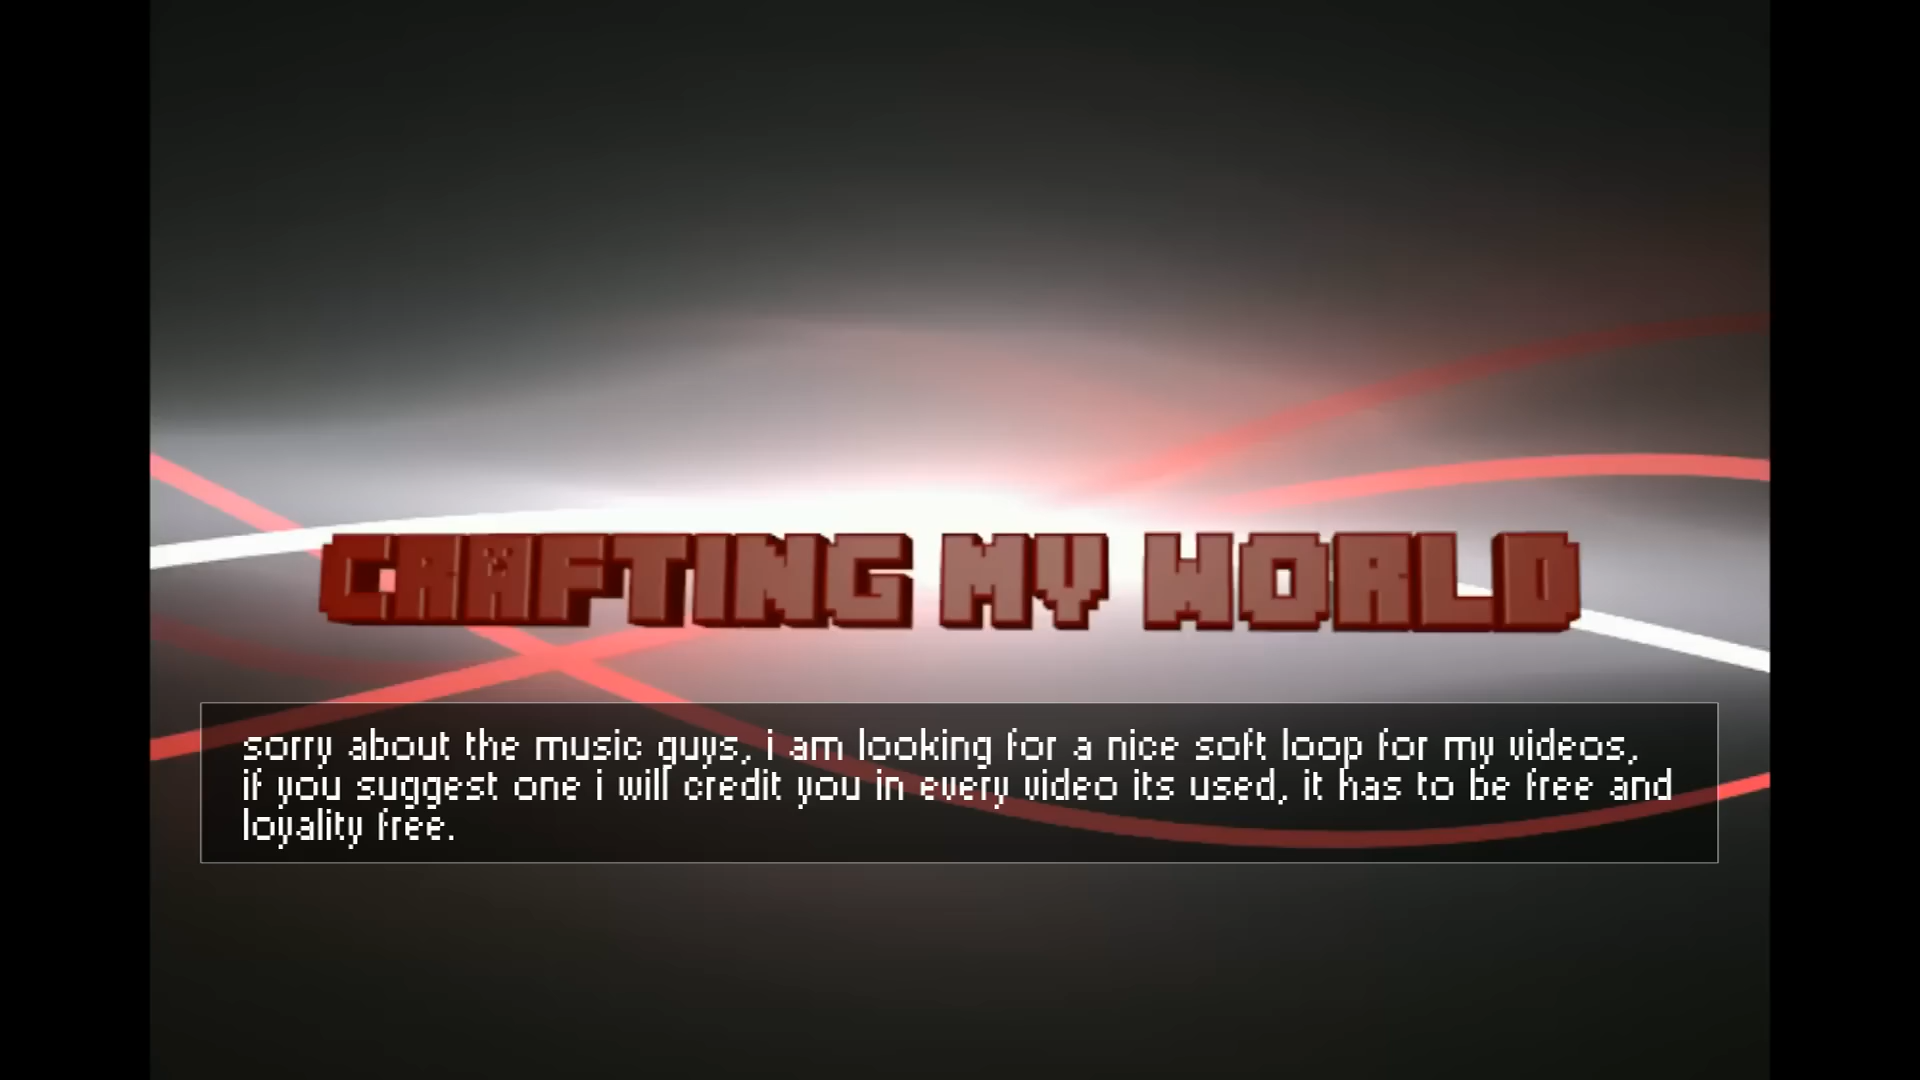 CRAFTING MY WORLD
sorry about the music guys, i am looking for a nice soft loop for my videos,
if you suggest one i will credit you in every video its used, it has to be free and
loyality free.